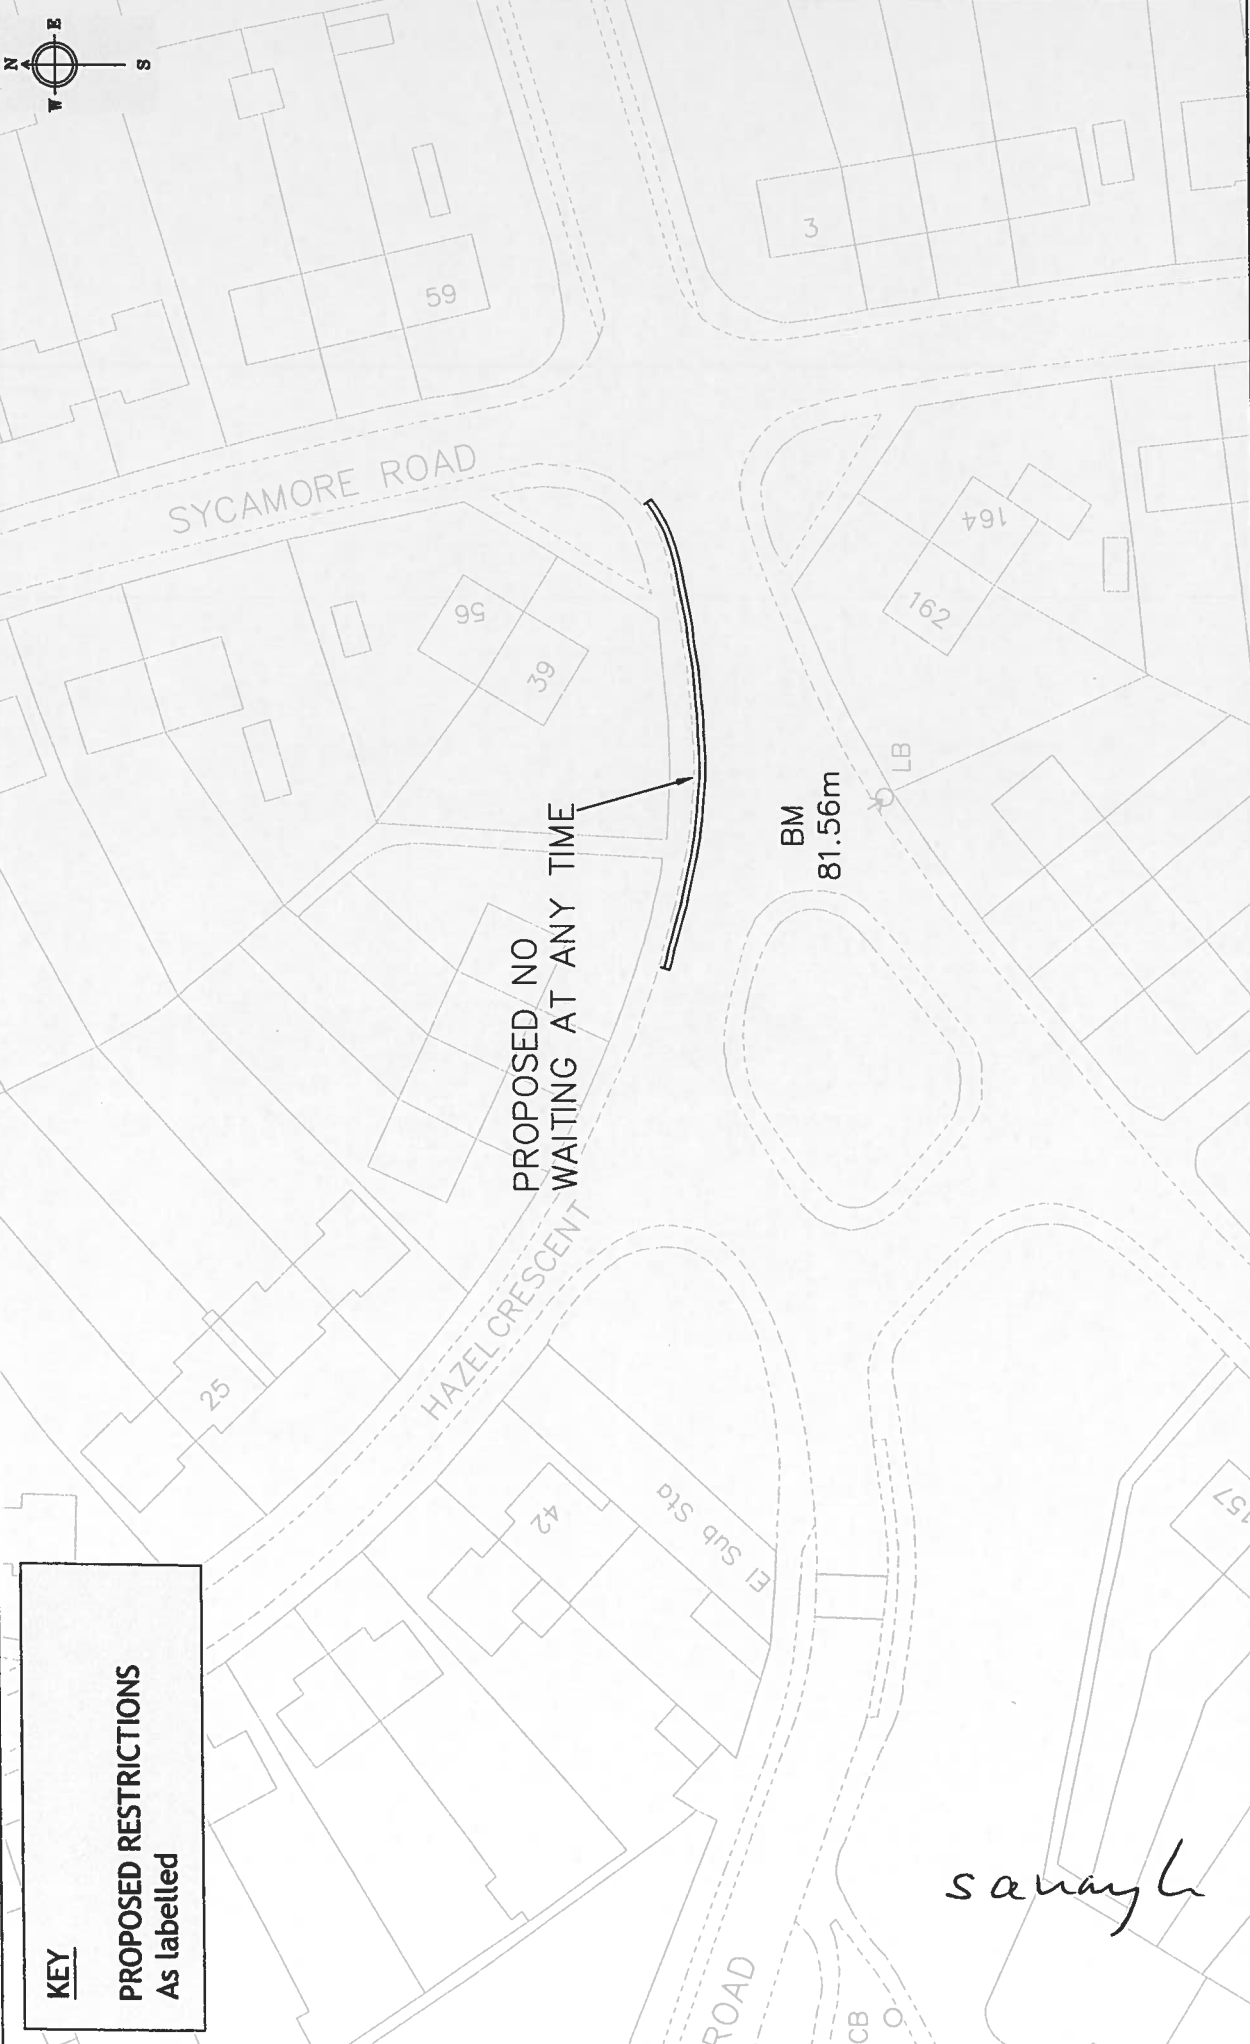 N
E
W
S
KEY
PROPOSED RESTRICTIONS
As labelled
PROPOSED NO
WAITING AT ANY TIME
BM
81.56m
SYCAMORE ROAD
HAZEL CRESCENT
El Sub Sta
ROAD
CB
LB
59
3
56
39
164
162
25
42
157